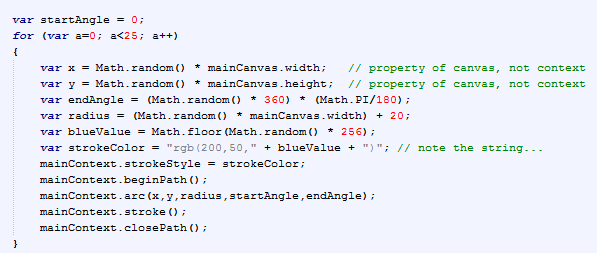 var startAngle = 0;
for (var a=0; a<25; a++)
{
    var x = Math.random() * mainCanvas.width;   // property of canvas, not context
    var y = Math.random() * mainCanvas.height;  // property of canvas, not context
    var endAngle = (Math.random() * 360) * (Math.PI/180);
    var radius = (Math.random() * mainCanvas.width) + 20;
    var blueValue = Math.floor(Math.random() * 256);
    var strokeColor = "rgb(200,50," + blueValue + ")"; // note the string...
    mainContext.strokeStyle = strokeColor;
    mainContext.beginPath();
    mainContext.arc(x,y,radius,startAngle,endAngle);
    mainContext.stroke();
    mainContext.closePath();
}